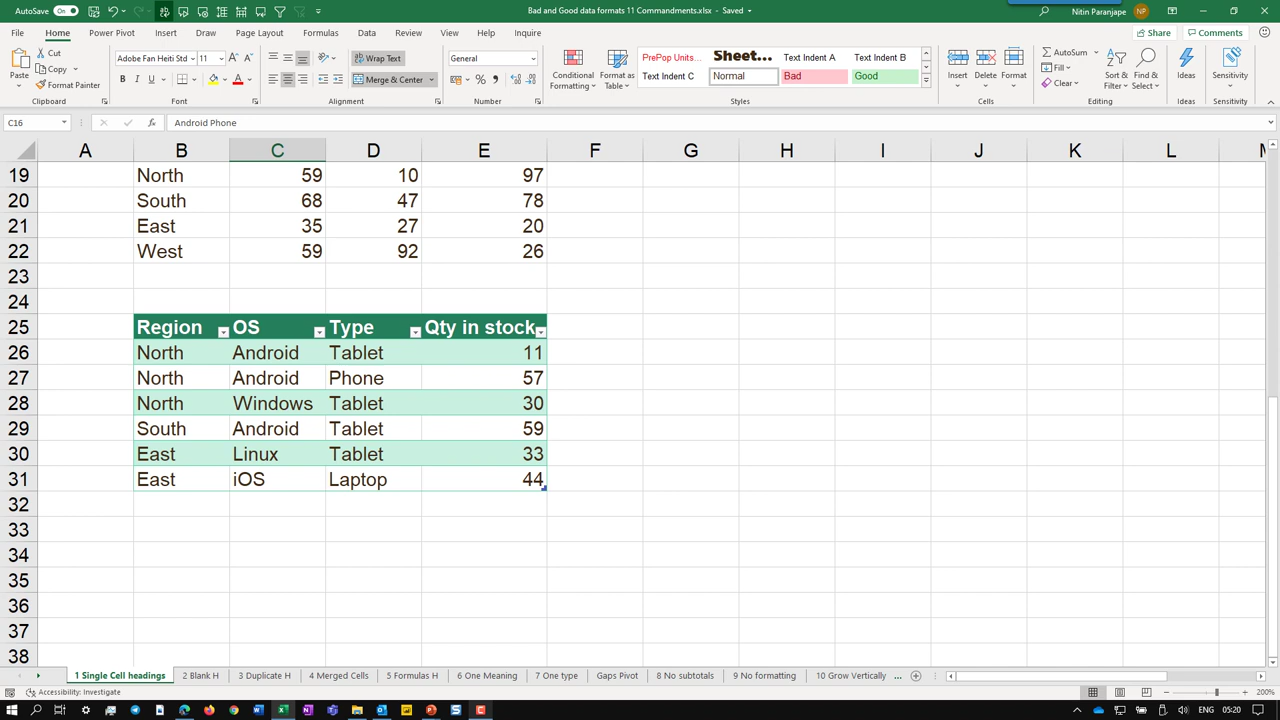 AutoSave On
Bad and Good data formats 11 Commandments.xlsx - Saved
Nitin Paranjape NP
File Home Power Pivot Insert Draw Page Layout Formulas Data Review View Help Inquire
Share Comments
Paste
Cut
Copy
Format Painter
Clipboard
Adobe Fan Heiti Std 11
B I U
Font
Wrap Text
Merge & Center
Alignment
General
Number
Conditional Formatting
Format as Table
PrePop Units... Sheet... Text Indent A Text Indent B
Text Indent C Normal Bad Good
Styles
Insert Delete Format
Cells
AutoSum
Fill
Clear
Sort & Filter
Find & Select
Editing
Ideas
Ideas
Sensitivity
Sensitivity
C16 fx Android Phone
A B C D E F G H I J K L M
19 North 59 10 97
20 South 68 47 78
21 East 35 27 20
22 West 59 92 26
23
24
25 Region OS Type Qty in stock
26 North Android Tablet 11
27 North Android Phone 57
28 North Windows Tablet 30
29 South Android Tablet 59
30 East Linux Tablet 33
31 East iOS Laptop 44
32
33
34
35
36
37
38
1 Single Cell headings 2 Blank H 3 Duplicate H 4 Merged Cells 5 Formulas H 6 One Meaning 7 One type Gaps Pivot 8 No subtotals 9 No formatting 10 Grow Vertically ...
Accessibility: Investigate
200%
ENG 05:20